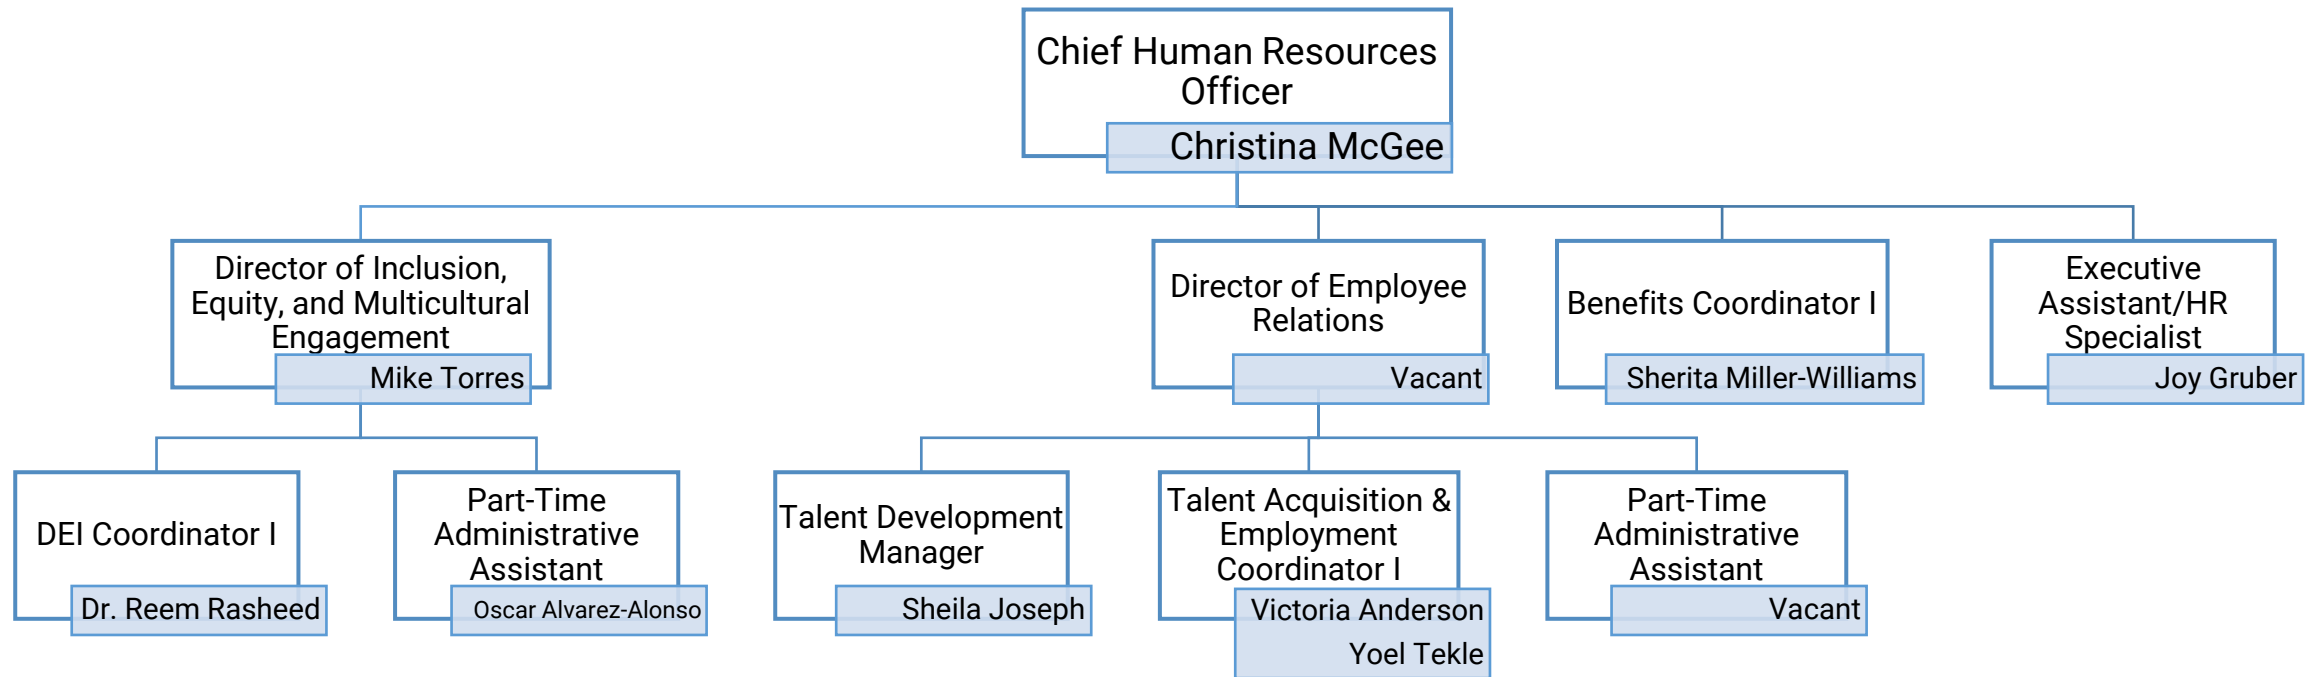 Chief Human Resources
Officer
Christina McGee
Director of Inclusion,
Equity, and Multicultural
Engagement
Mike Torres
Director of Employee
Relations
Vacant
Benefits Coordinator I
Sherita Miller-Williams
Executive
Assistant/HR
Specialist
Joy Gruber
DEI Coordinator I
Dr. Reem Rasheed
Part-Time
Administrative
Assistant
Oscar Alvarez-Alonso
Talent Development
Manager
Sheila Joseph
Talent Acquisition &
Employment
Coordinator I
Victoria Anderson
Yoel Tekle
Part-Time
Administrative
Assistant
Vacant